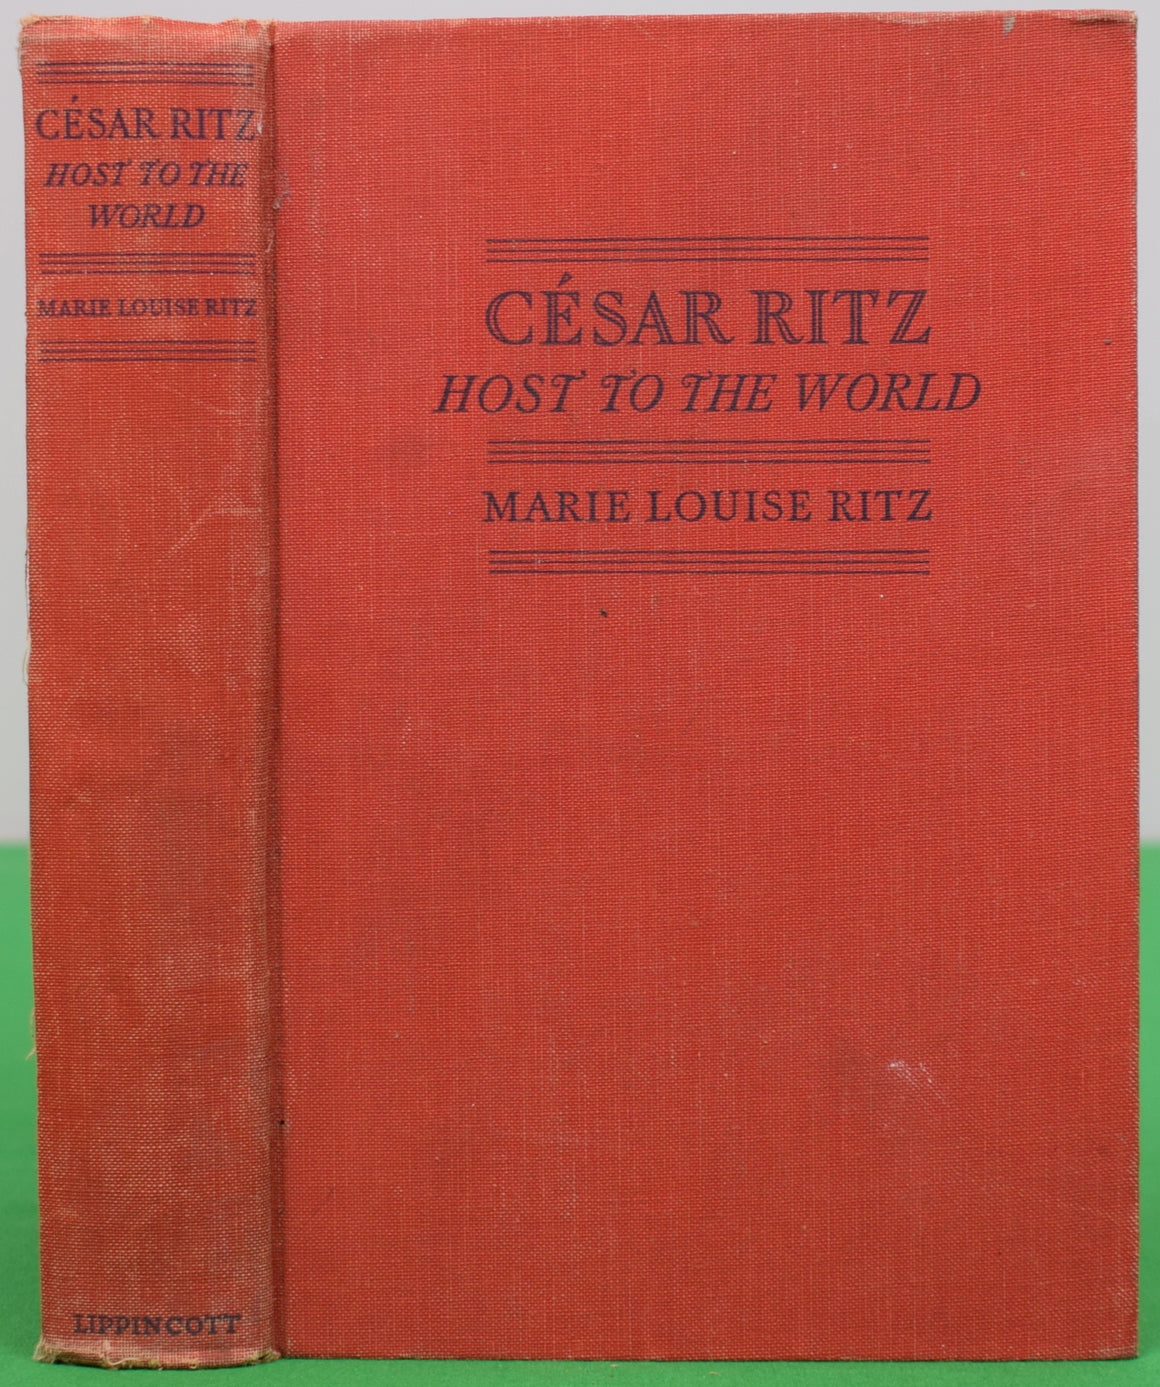 CÉSAR RITZ
HOST TO THE
WORLD
MARIE LOUISE RITZ
LIPPINCOTT
CÉSAR RITZ
HOST TO THE WORLD
MARIE LOUISE RITZ